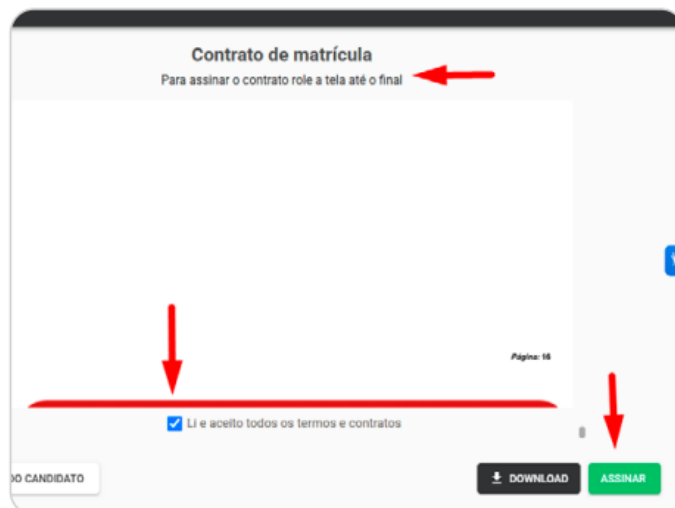 Contrato de matrícula
Para assinar o contrato role a tela até o final
Página: 16
Li e aceito todos os termos e contratos
DO CANDIDATO
DOWNLOAD
ASSINAR